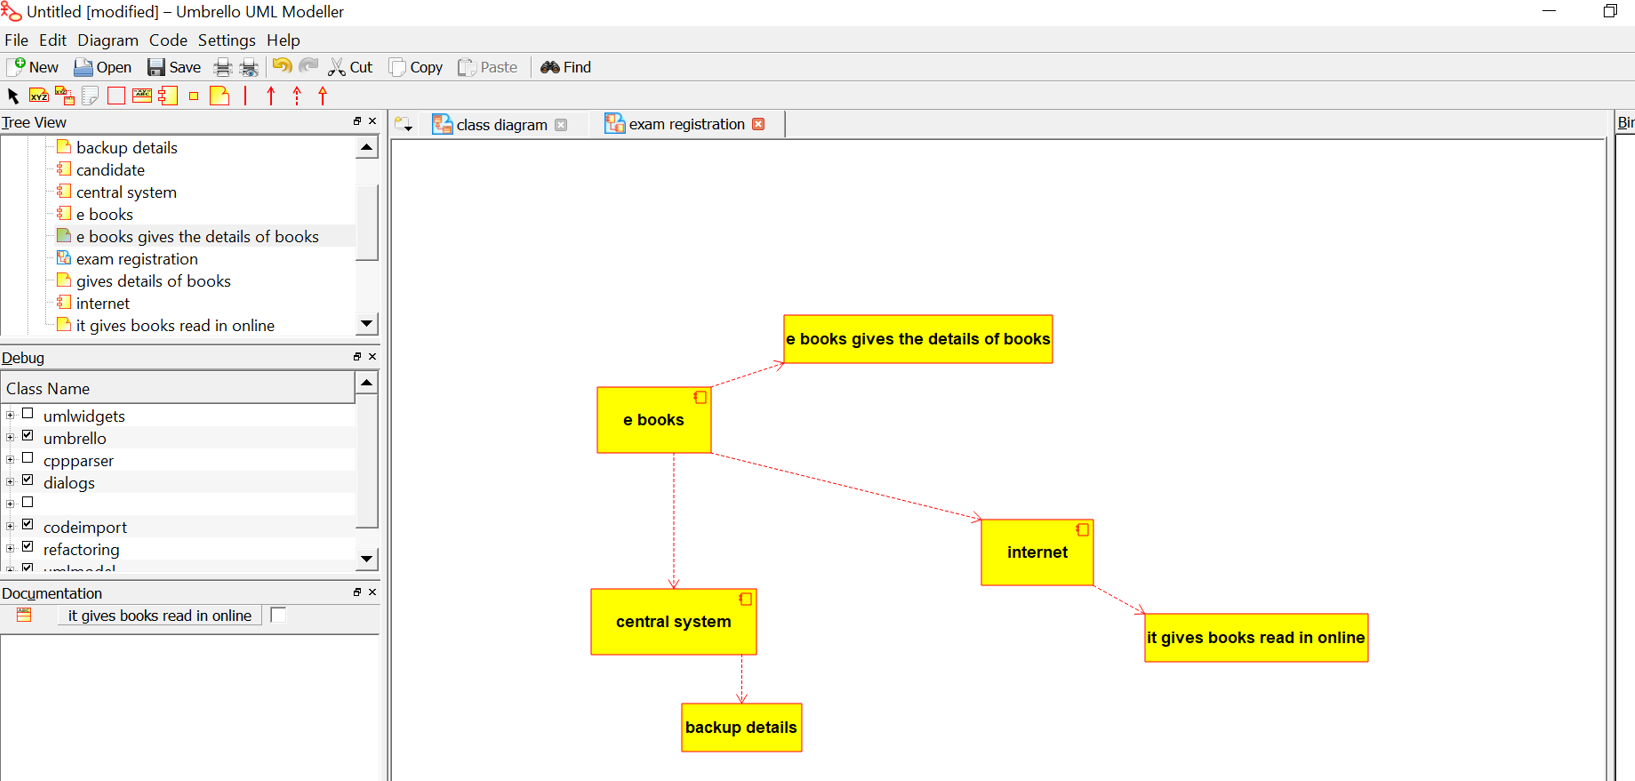 Untitled [modified] – Umbrello UML Modeller
File Edit Diagram Code Settings Help
New Open Save Cut Copy Paste Find
Tree View
class diagram
exam registration
backup details
candidate
central system
e books
e books gives the details of books
exam registration
gives details of books
internet
it gives books read in online
Debug
Class Name
umlwidgets
umbrello
cppparser
dialogs
codeimport
refactoring
Documentation
it gives books read in online
e books gives the details of books
e books
internet
central system
it gives books read in online
backup details